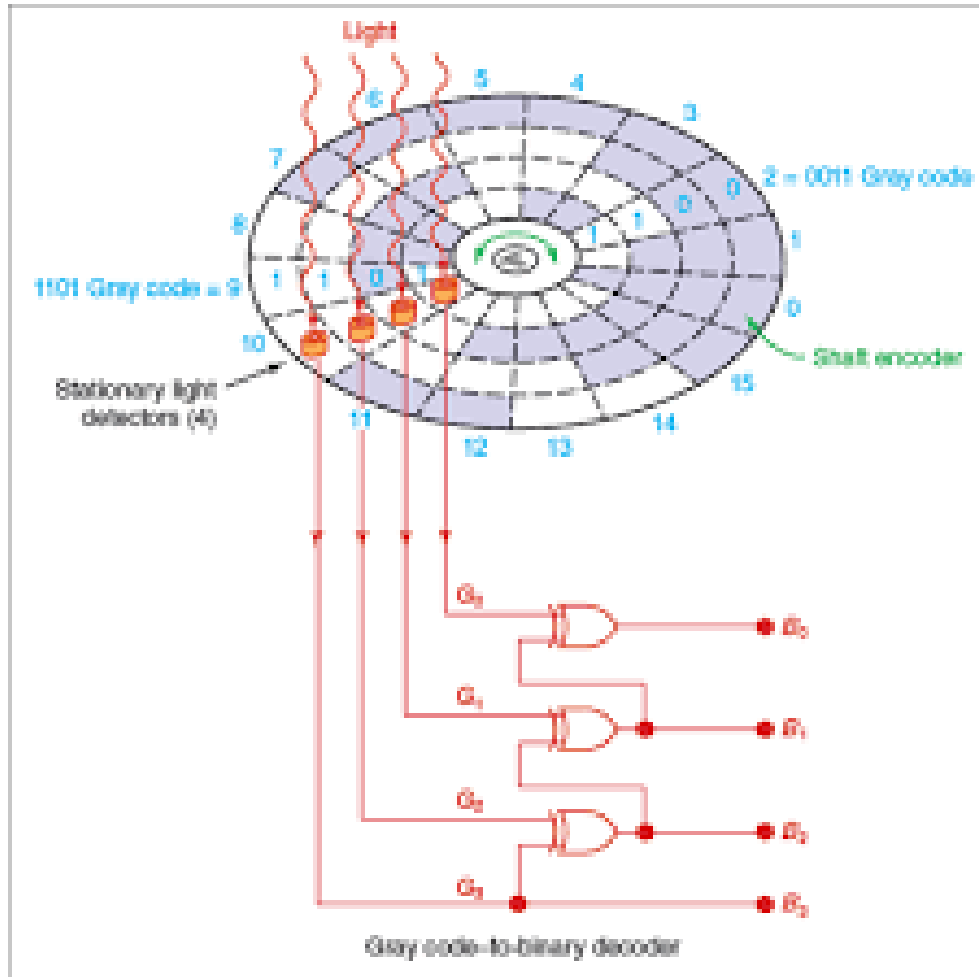 Light
5
4
6
3
7
0
2 = 0011 Gray code
0
1
8
1
1
1101 Gray code = 9
1
1
0
1
0
10
Shaft encoder
15
Stationary light
detectors (4)
11
14
12
13
G₀
B₀
G₁
B₁
G₂
B₂
G₃
B₃
Gray code–to-binary decoder